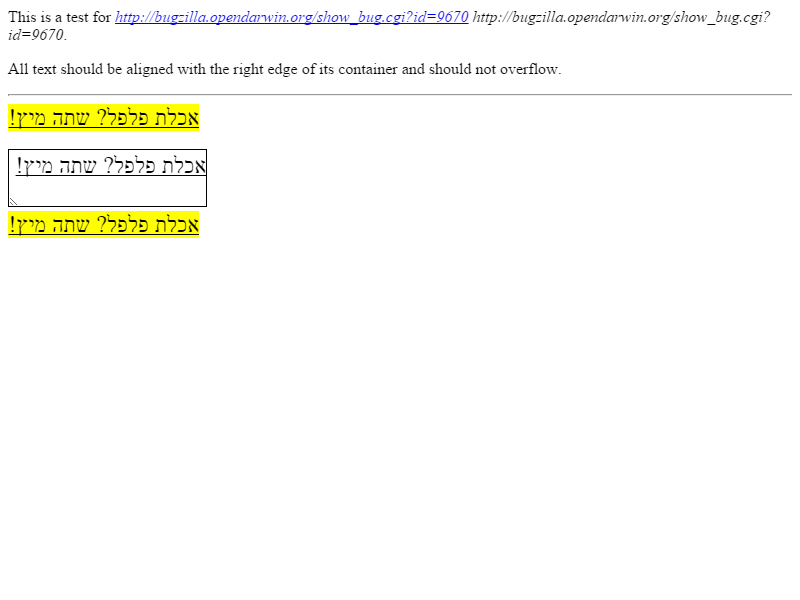 This is a test for http://bugzilla.opendarwin.org/show_bug.cgi?id=9670 http://bugzilla.opendarwin.org/show_bug.cgi?
id=9670.
All text should be aligned with the right edge of its container and should not overflow.
אכלת פלפל? שתה מיץ!
אכלת פלפל? שתה מיץ!
אכלת פלפל? שתה מיץ!